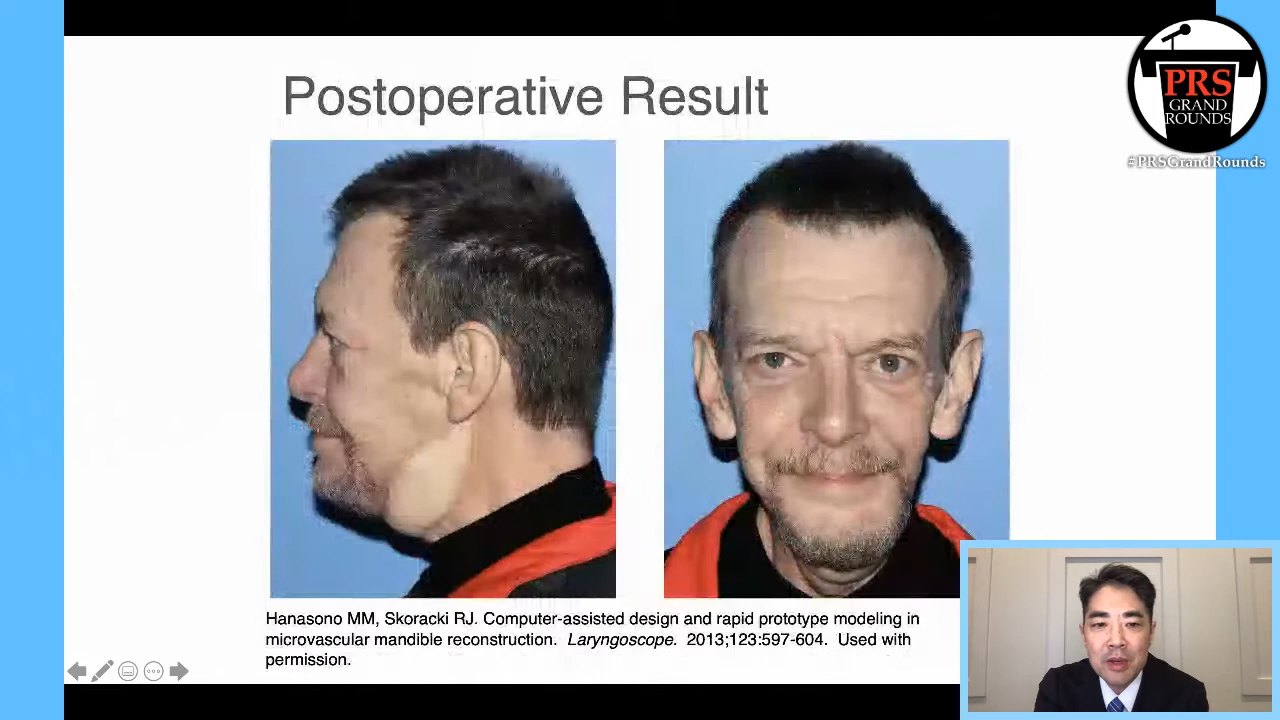 Postoperative Result
PRS
GRAND
ROUNDS
#PRSGrandRounds
Hanasono MM, Skoracki RJ. Computer-assisted design and rapid prototype modeling in
microvascular mandible reconstruction. Laryngoscope. 2013;123:597-604. Used with
permission.